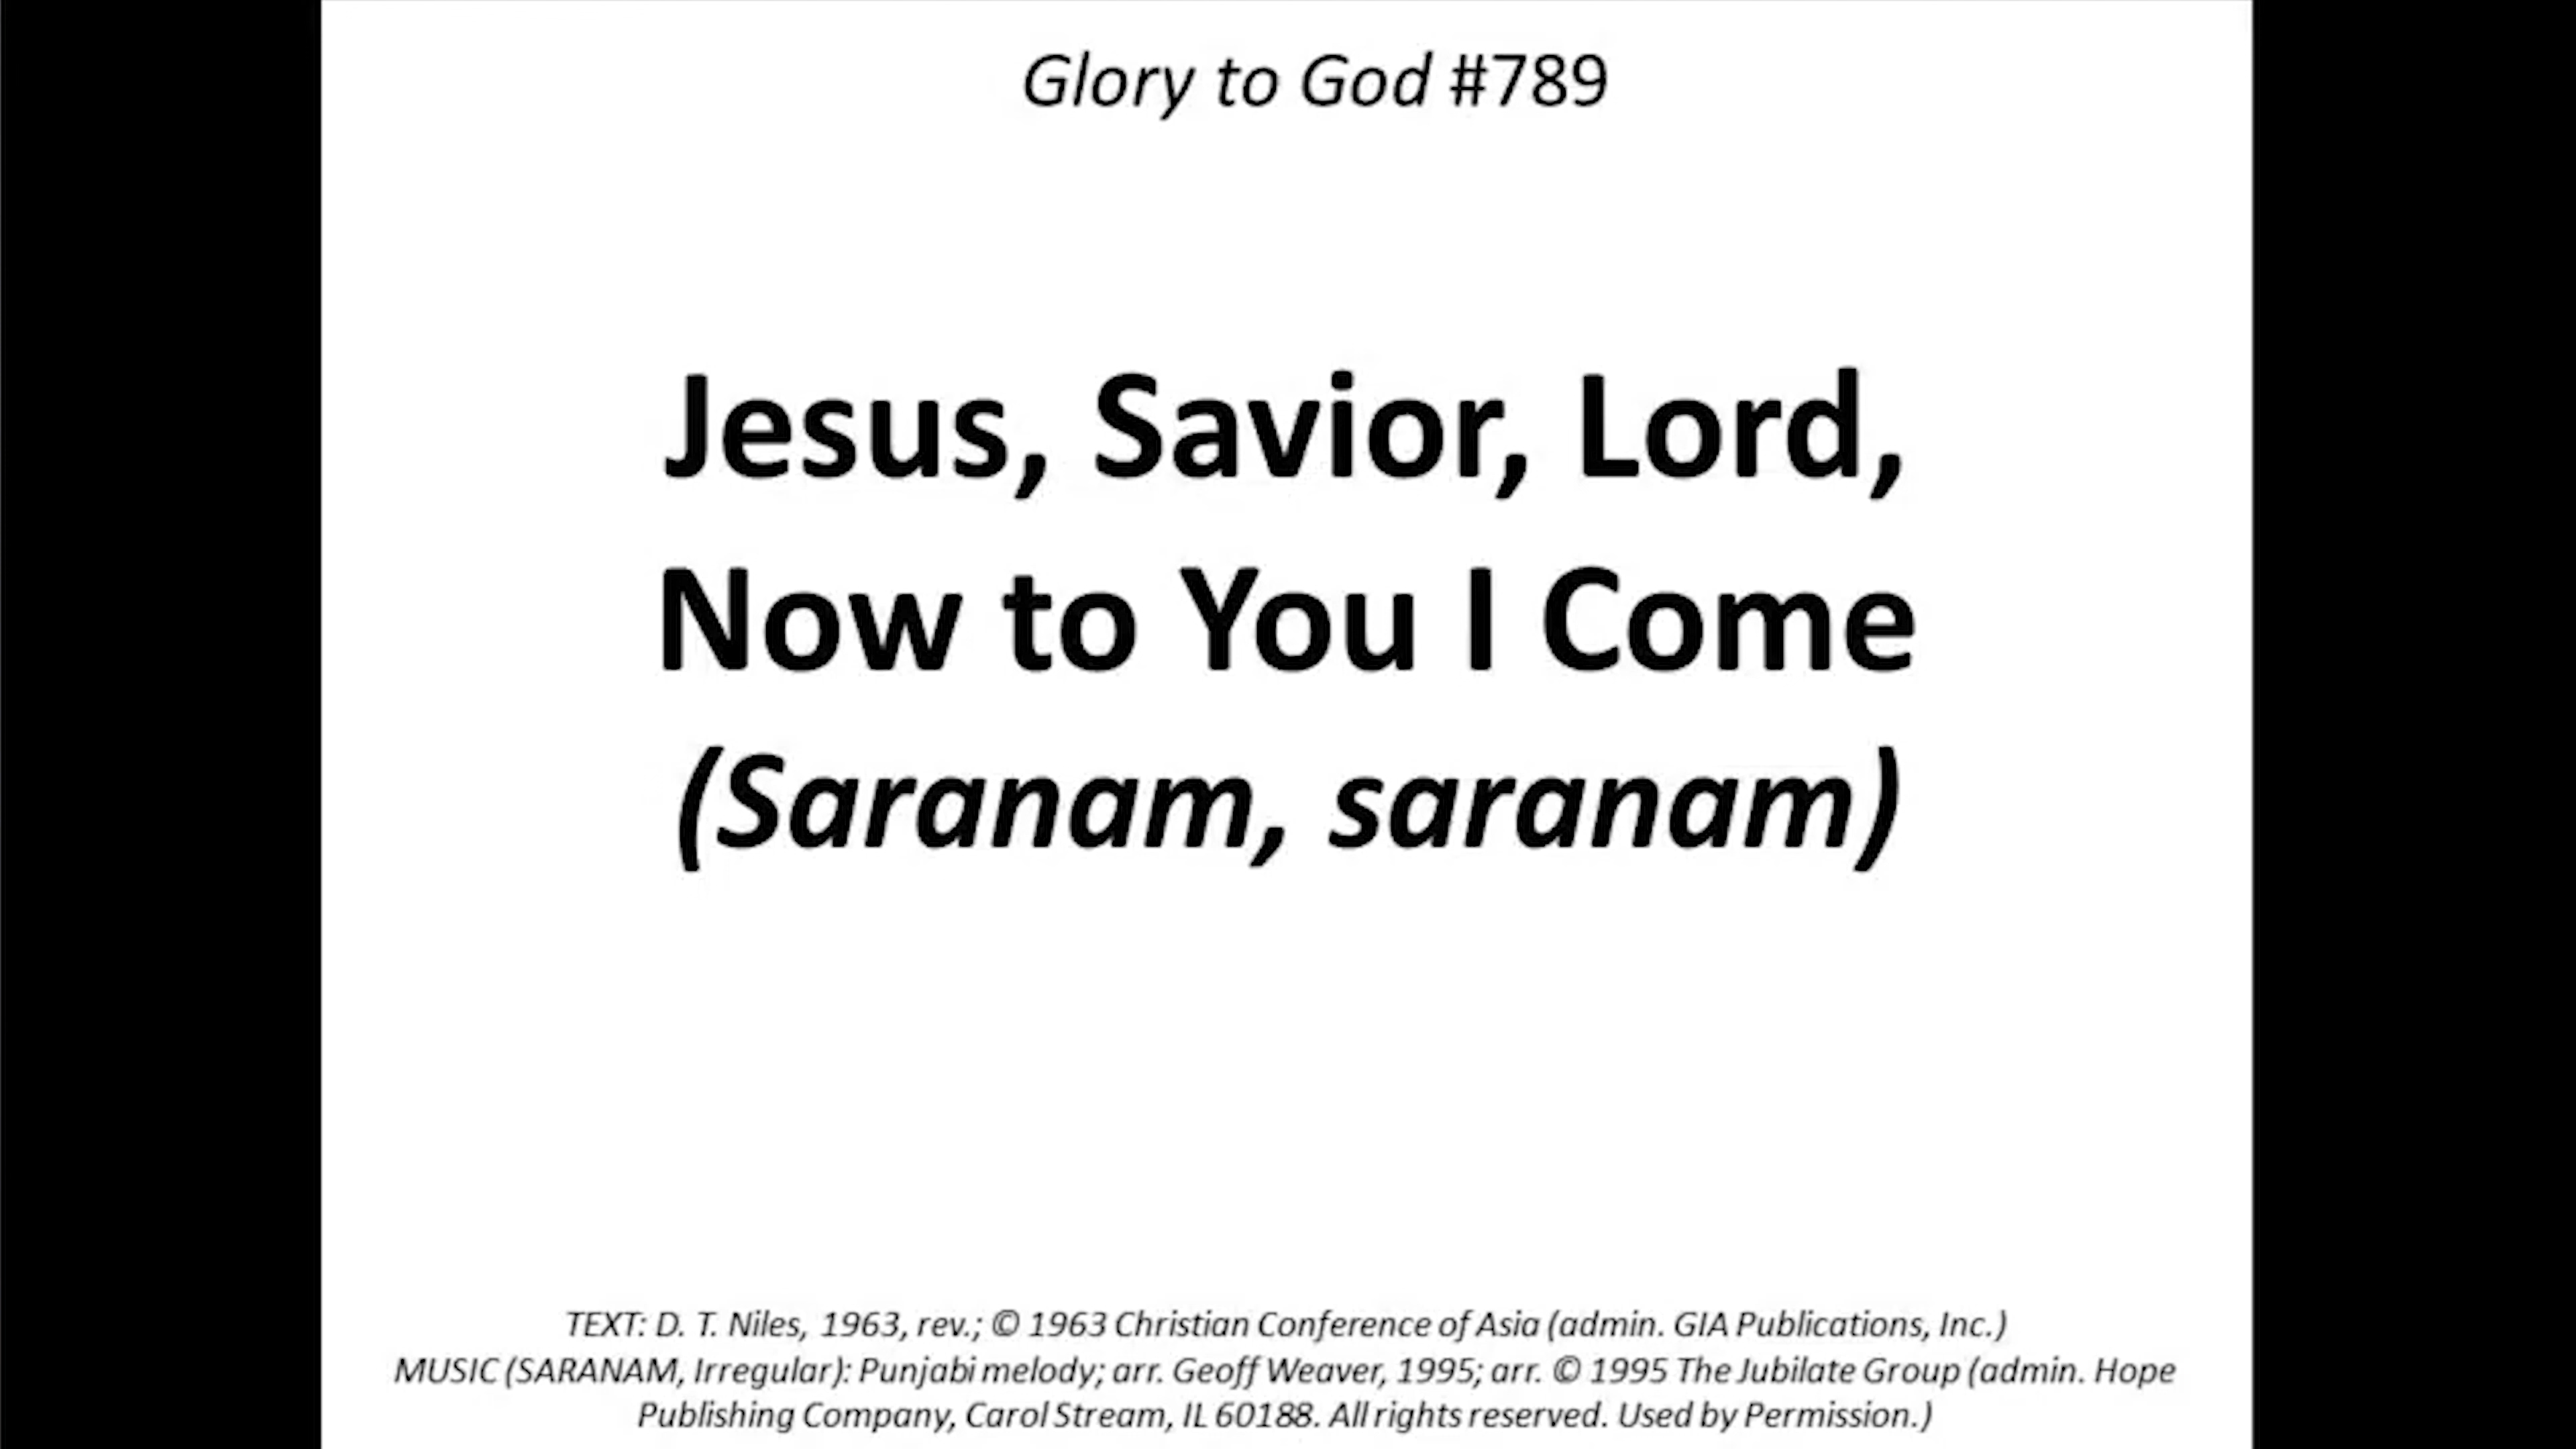 Glory to God #789
Jesus, Savior, Lord,
Now to You I Come
(Saranam, saranam)
TEXT: D. T. Niles, 1963, rev.; © 1963 Christian Conference of Asia (admin. GIA Publications, Inc.)
MUSIC (SARANAM, Irregular): Punjabi melody; arr. Geoff Weaver, 1995; arr. © 1995 The Jubilate Group (admin. Hope
Publishing Company, Carol Stream, IL 60188. All rights reserved. Used by Permission.)